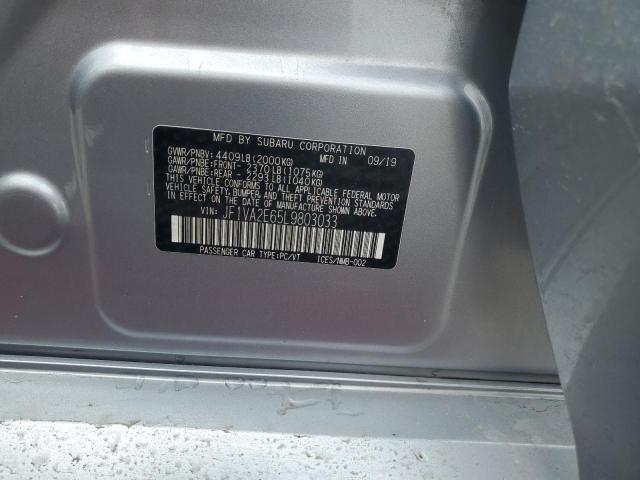 MFD BY SUBARU CORPORATION
GVWR/PNBV: 4409LB(2000KG) MFD IN 09/19
GAWR/PNBE:FRONT- 2370LB(1075KG)
GAWR/PNBE:REAR - 2293LB(1040KG)
THIS VEHICLE CONFORMS TO ALL APPLICABLE FEDERAL MOTOR
VEHICLE SAFETY, BUMPER, AND THEFT PREVENTION STANDARDS
IN EFFECT ON THE DATE OF MANUFACTURE SHOWN ABOVE.
VIN: JF1VA2E65L9803033
PASSENGER CAR TYPE:PC/VT ICES/NMB-002